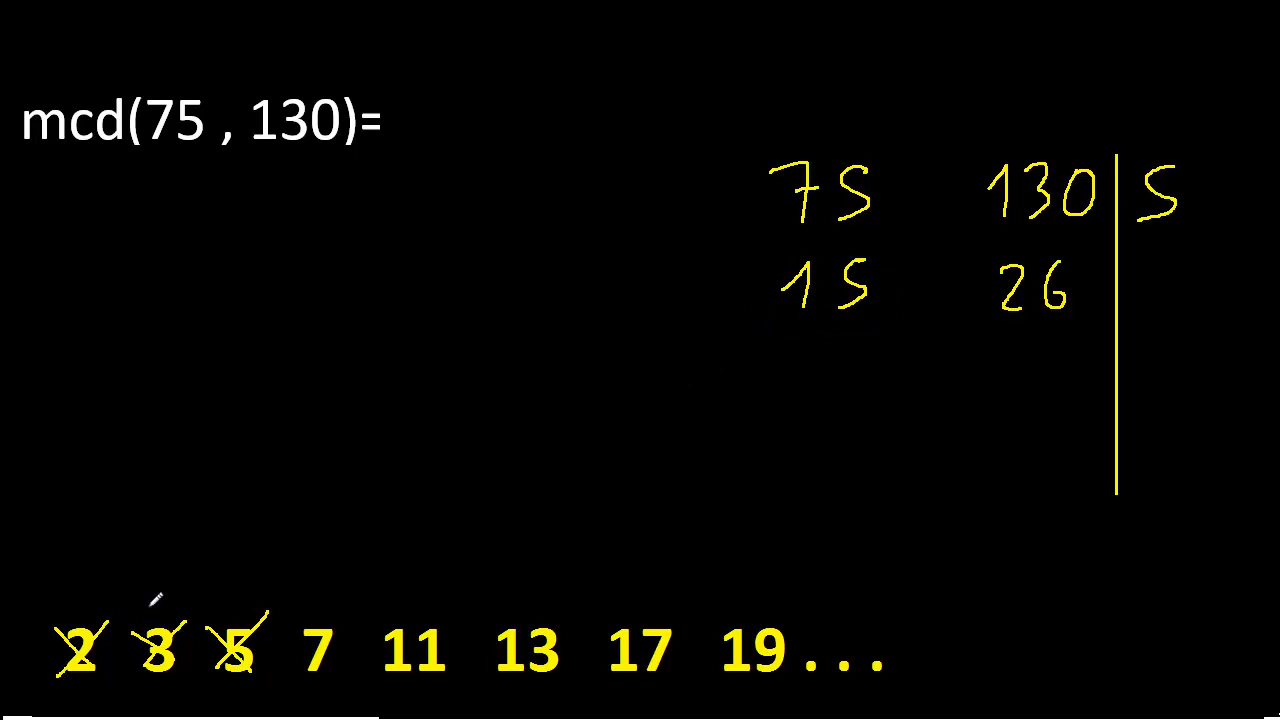 mcd(75 , 130)=
75 130 | 5
15 26 |
2 3 5 7 11 13 17 19 . . .